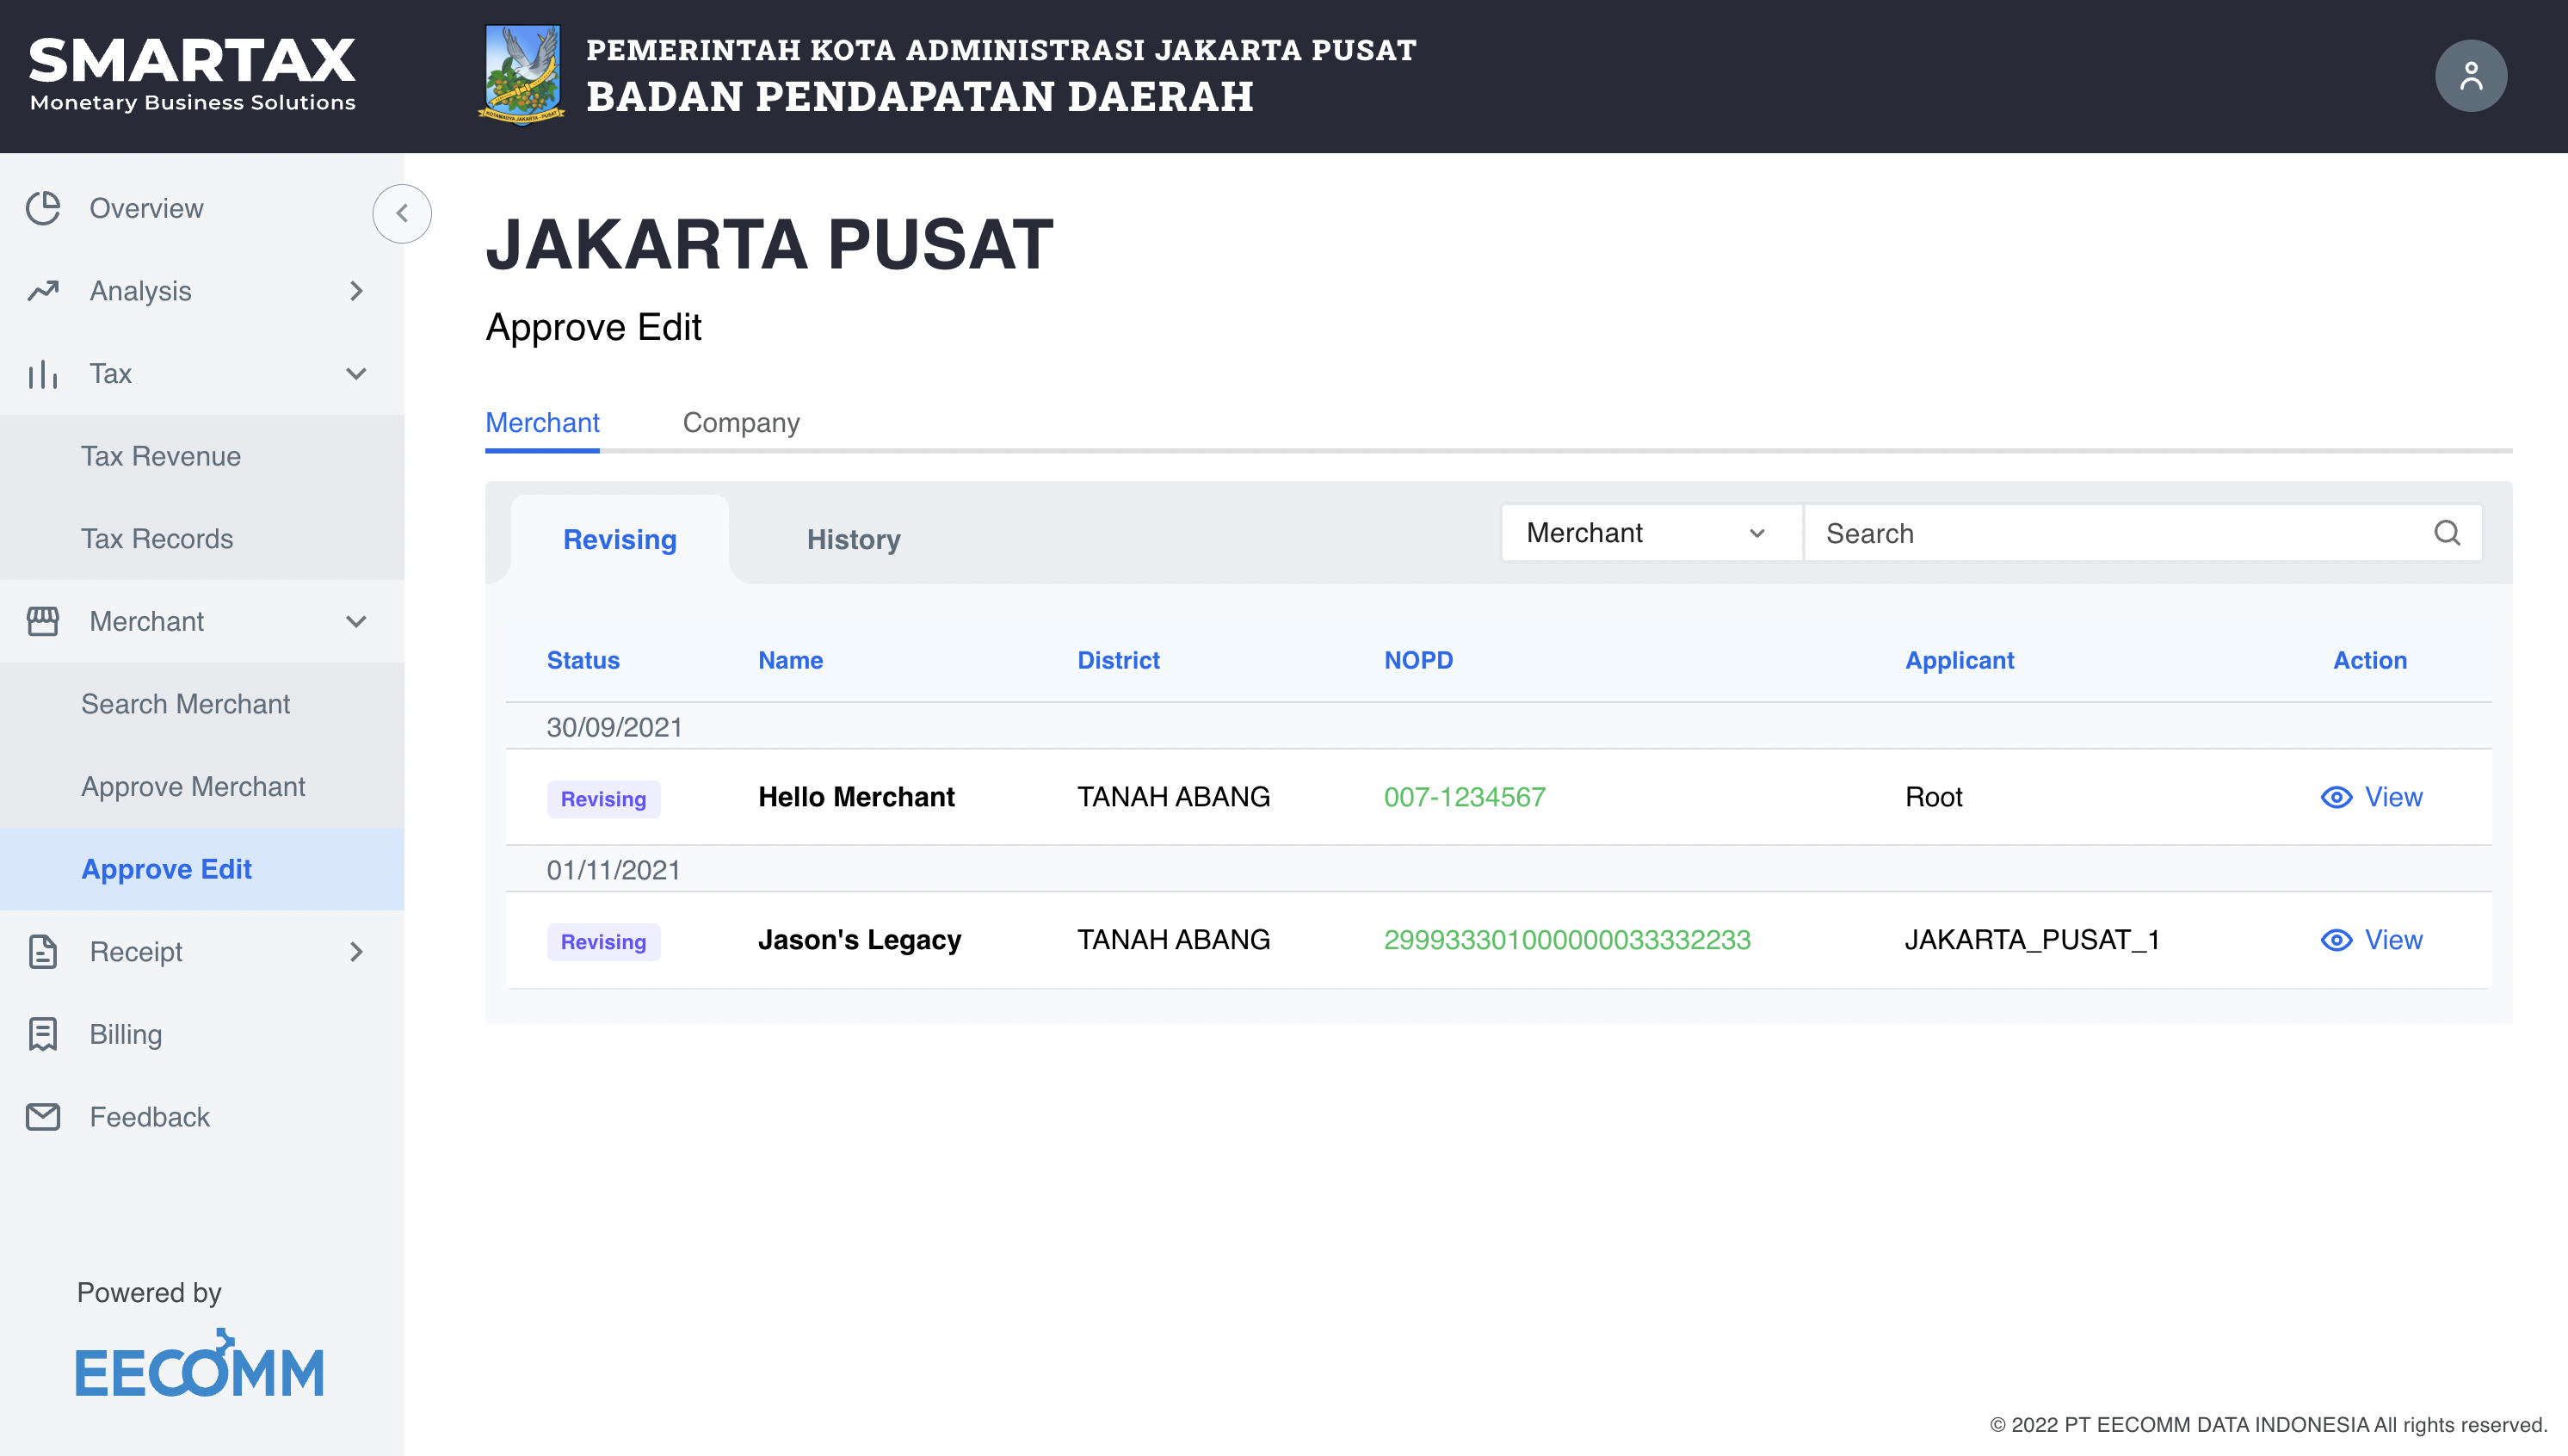 SMARTAX
Monetary Business Solutions
KOTAMADYA JAKARTA - PUSAT
PEMERINTAH KOTA ADMINISTRASI JAKARTA PUSAT
BADAN PENDAPATAN DAERAH
Overview
Analysis
Tax
Tax Revenue
Tax Records
Merchant
Search Merchant
Approve Merchant
Approve Edit
Receipt
Billing
Feedback
Powered by
EECOMM
JAKARTA PUSAT
Approve Edit
Merchant Company
Revising History Merchant Search
Status Name District NOPD Applicant Action
30/09/2021
Revising Hello Merchant TANAH ABANG 007-1234567 Root View
01/11/2021
Revising Jason's Legacy TANAH ABANG 299933301000000033332233 JAKARTA_PUSAT_1 View
© 2022 PT EECOMM DATA INDONESIA All rights reserved.